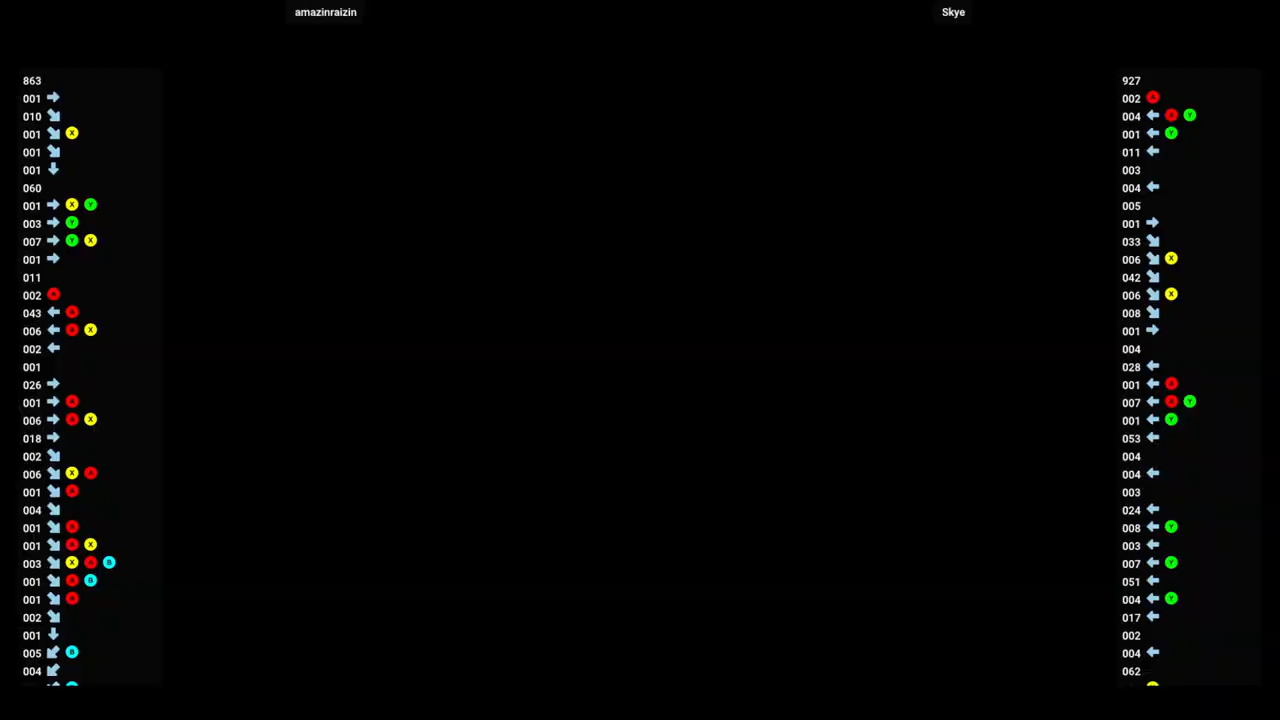 amazinraizin
Skye
863
001
010
001 X
001
001
060
001 X Y
003 Y
007 Y X
001
011
002 A
043 A
006 A X
002
001
026
001 A
006 A X
018
002
006 X A
001 A
004
001 A
001 A X
003 X A B
001 A B
001 A
002
001
005 B
004
927
002 A
004 A Y
001 Y
011
003
004
005
001
033
006 X
042
006 X
008
001
004
028
001 A
007 A Y
001 Y
053
004
004
003
024
008 Y
003
007 Y
051
004 Y
017
002
004
062